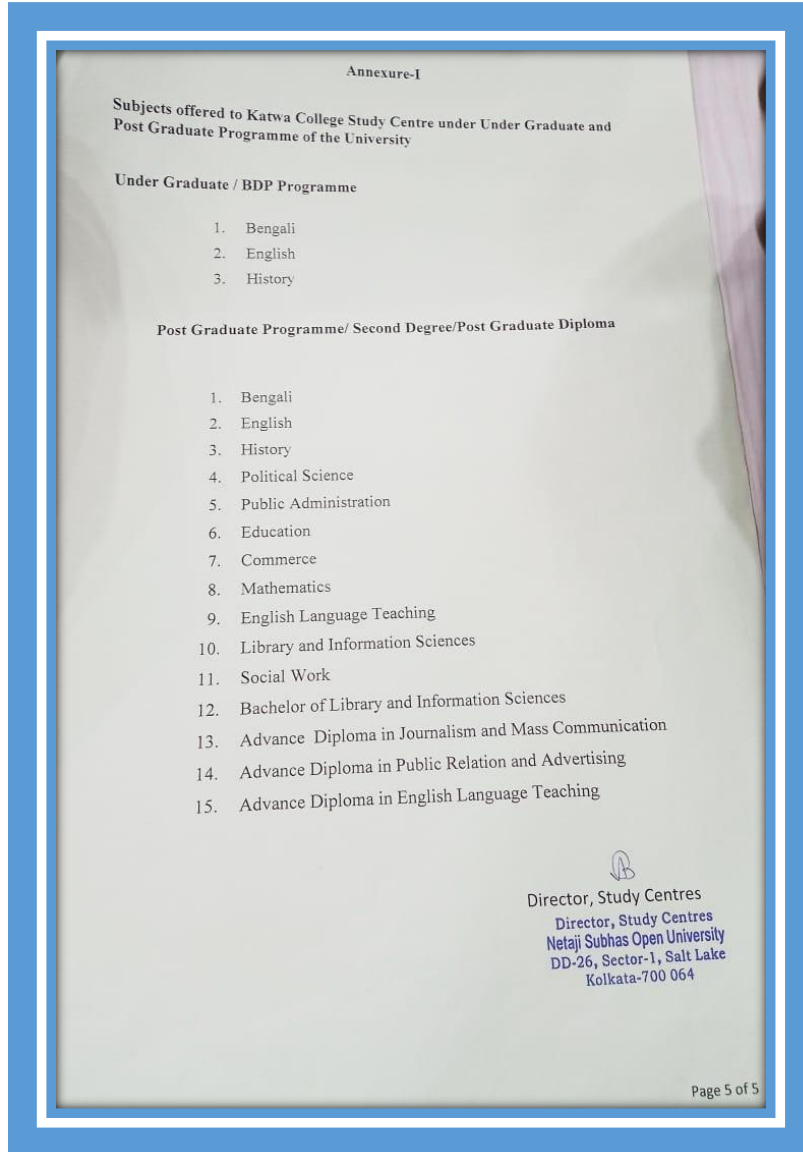 Annexure-I
Subjects offered to Katwa College Study Centre under Under Graduate and
Post Graduate Programme of the University
Under Graduate / BDP Programme
1. Bengali
2. English
3. History
Post Graduate Programme/ Second Degree/Post Graduate Diploma
1. Bengali
2. English
3. History
4. Political Science
5. Public Administration
6. Education
7. Commerce
8. Mathematics
9. English Language Teaching
10. Library and Information Sciences
11. Social Work
12. Bachelor of Library and Information Sciences
13. Advance Diploma in Journalism and Mass Communication
14. Advance Diploma in Public Relation and Advertising
15. Advance Diploma in English Language Teaching
Director, Study Centres
Director, Study Centres
Netaji Subhas Open University
DD-26, Sector-1, Salt Lake
Kolkata-700 064
Page 5 of 5